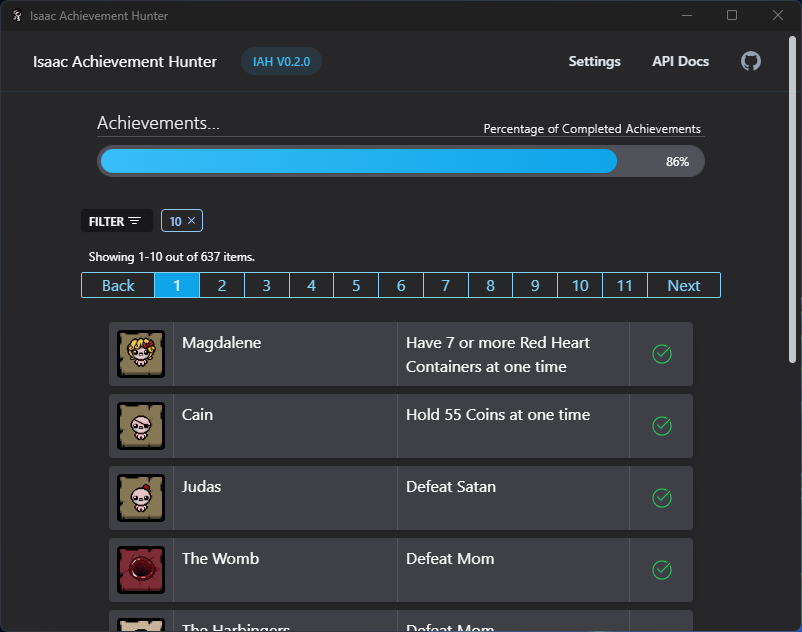 Isaac Achievement Hunter
Isaac Achievement Hunter
IAH V0.2.0
Settings
API Docs
Achievements...
Percentage of Completed Achievements
86%
FILTER
10 ×
Showing 1-10 out of 637 items.
Back 1 2 3 4 5 6 7 8 9 10 11 Next
Magdalene
Have 7 or more Red Heart
Containers at one time
Cain
Hold 55 Coins at one time
Judas
Defeat Satan
The Womb
Defeat Mom
The Harbingers
Defeat Mom